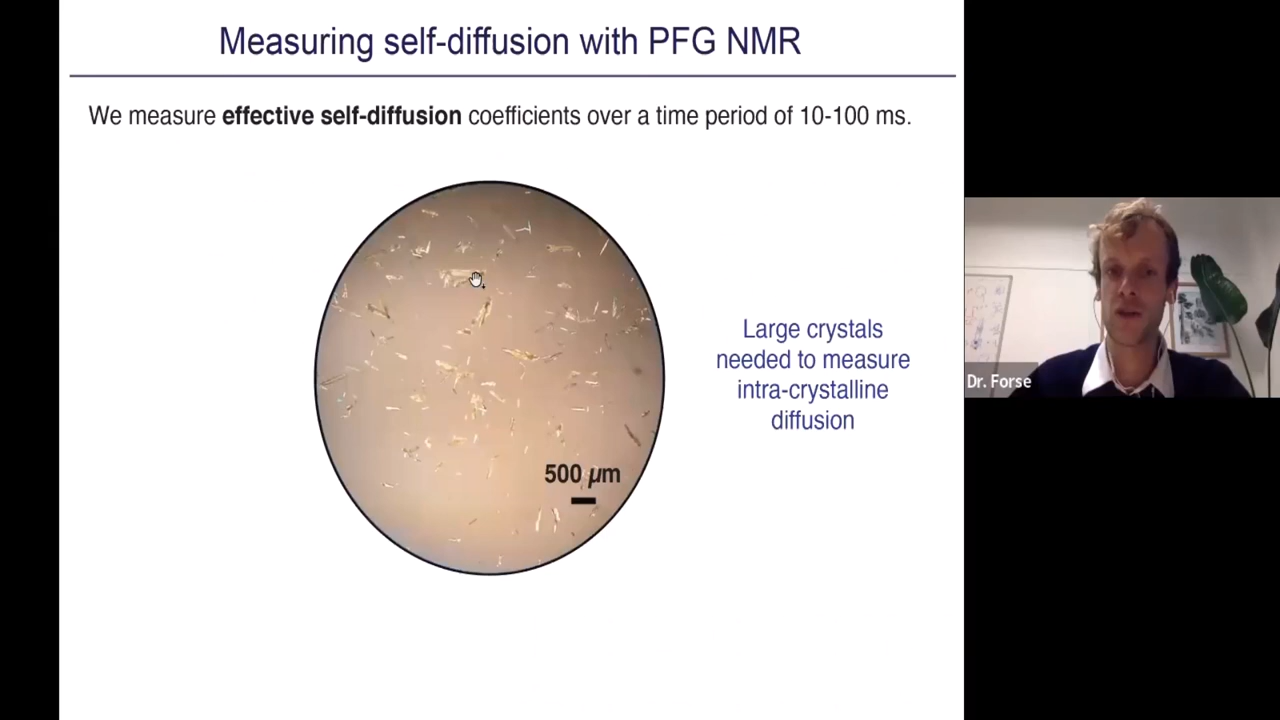 Measuring self-diffusion with PFG NMR
We measure effective self-diffusion coefficients over a time period of 10-100 ms.
Large crystals
needed to measure
intra-crystalline
diffusion
500 µm
Dr. Forse